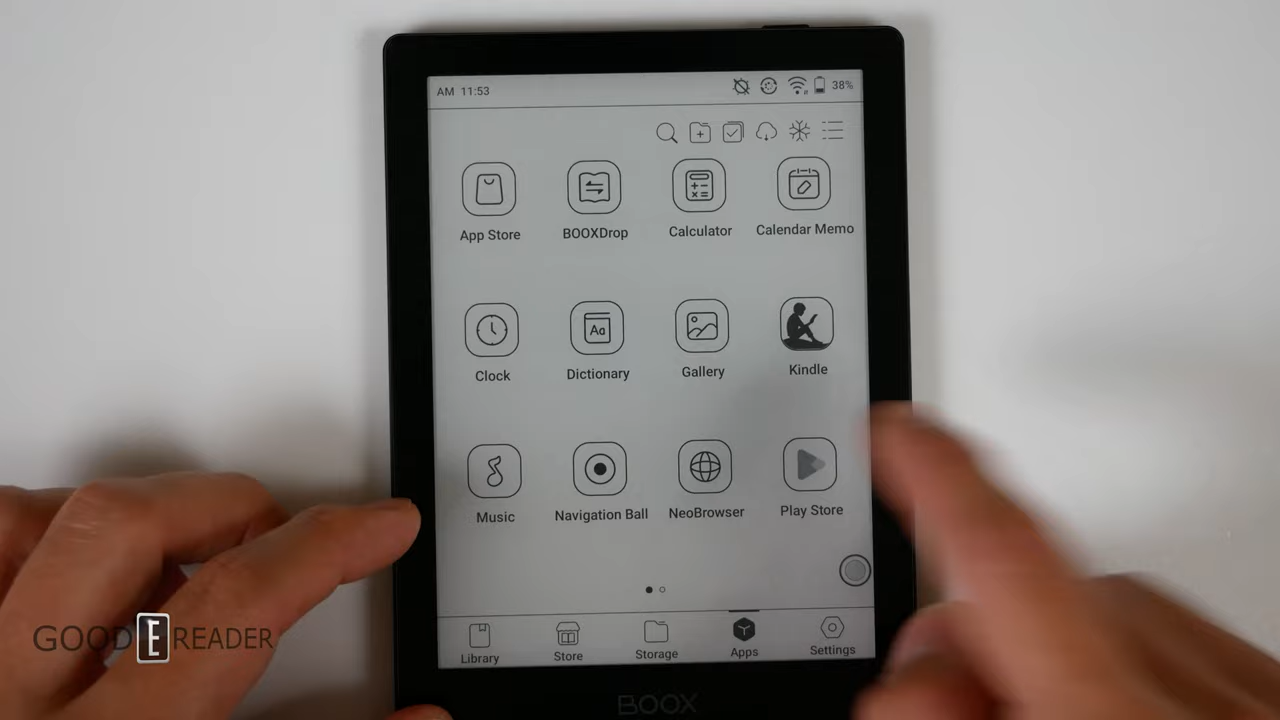 AM 11:53
38%
App Store
BOOXDrop
Calculator
Calendar Memo
Clock
Dictionary
Aa
Gallery
Kindle
Music
Navigation Ball
NeoBrowser
Play Store
Library
Store
Storage
Apps
Settings
GOOD E READER
BOOX